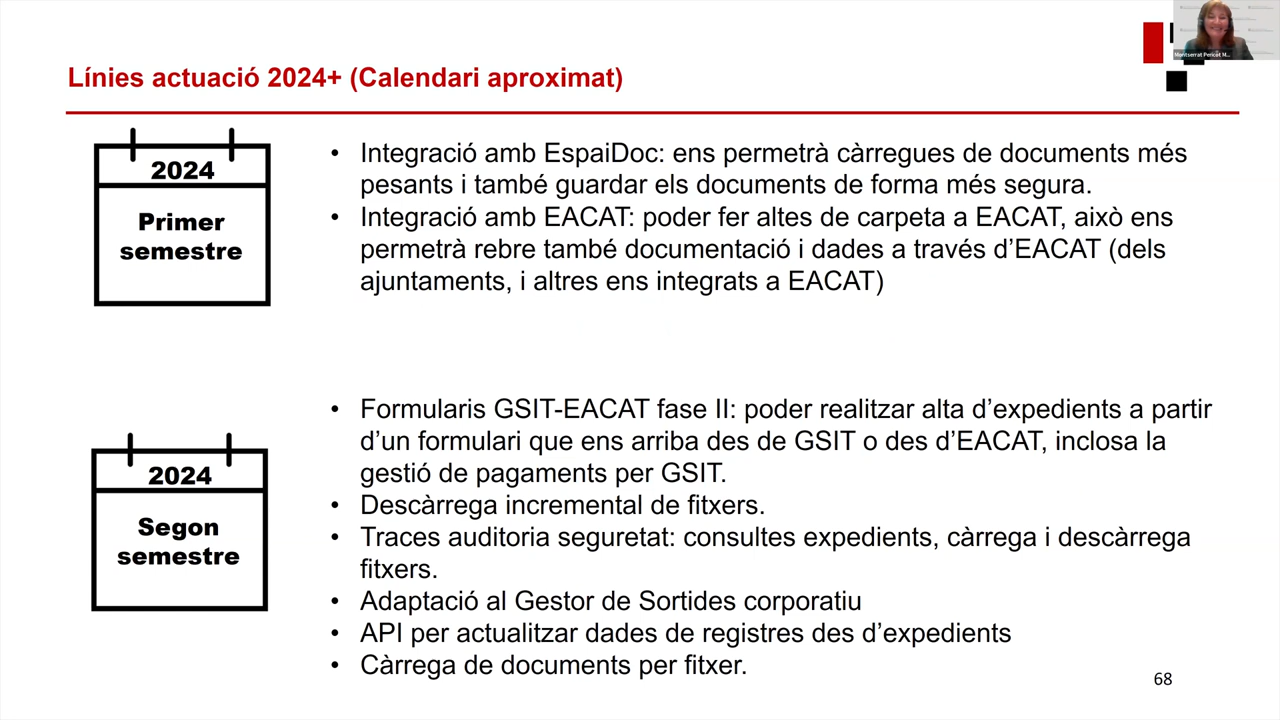 Línies actuació 2024+ (Calendari aproximat)
Montserrat Pericot M...
2024
Primer
semestre
• Integració amb EspaiDoc: ens permetrà càrregues de documents més
pesants i també guardar els documents de forma més segura.
• Integració amb EACAT: poder fer altes de carpeta a EACAT, això ens
permetrà rebre també documentació i dades a través d’EACAT (dels
ajuntaments, i altres ens integrats a EACAT)
2024
Segon
semestre
• Formularis GSIT-EACAT fase II: poder realitzar alta d’expedients a partir
d’un formulari que ens arriba des de GSIT o des d’EACAT, inclosa la
gestió de pagaments per GSIT.
• Descàrrega incremental de fitxers.
• Traces auditoria seguretat: consultes expedients, càrrega i descàrrega
fitxers.
• Adaptació al Gestor de Sortides corporatiu
• API per actualitzar dades de registres des d’expedients
• Càrrega de documents per fitxer.
68